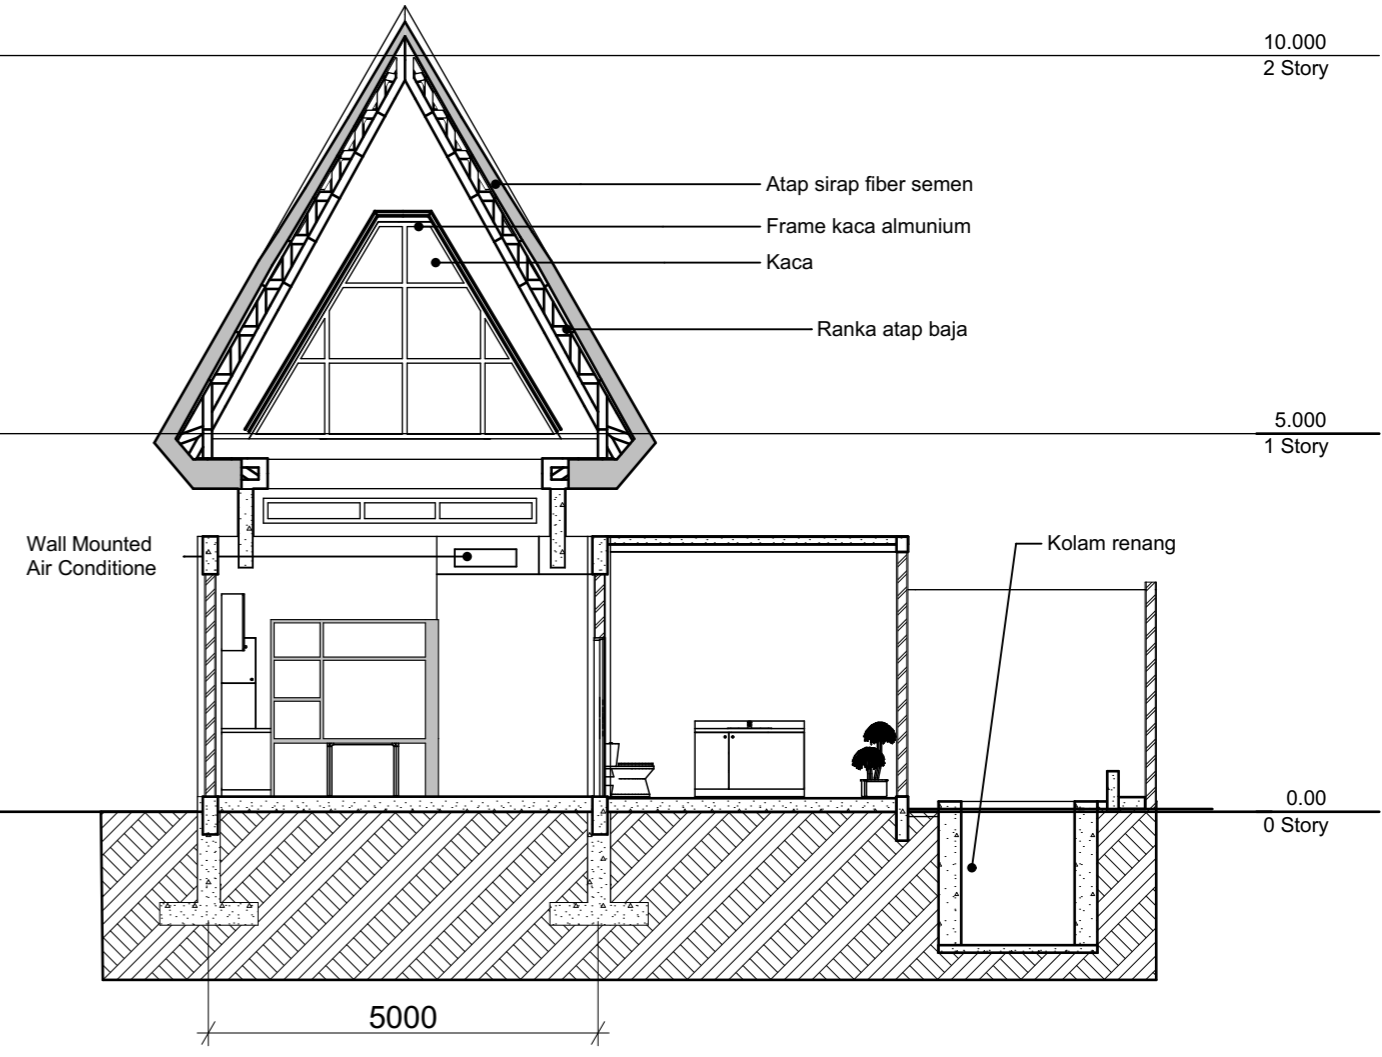 10.000
2 Story
Atap sirap fiber semen
Frame kaca almunium
Kaca
Ranka atap baja
5.000
1 Story
Wall Mounted
Air Conditione
Kolam renang
0.00
0 Story
5000